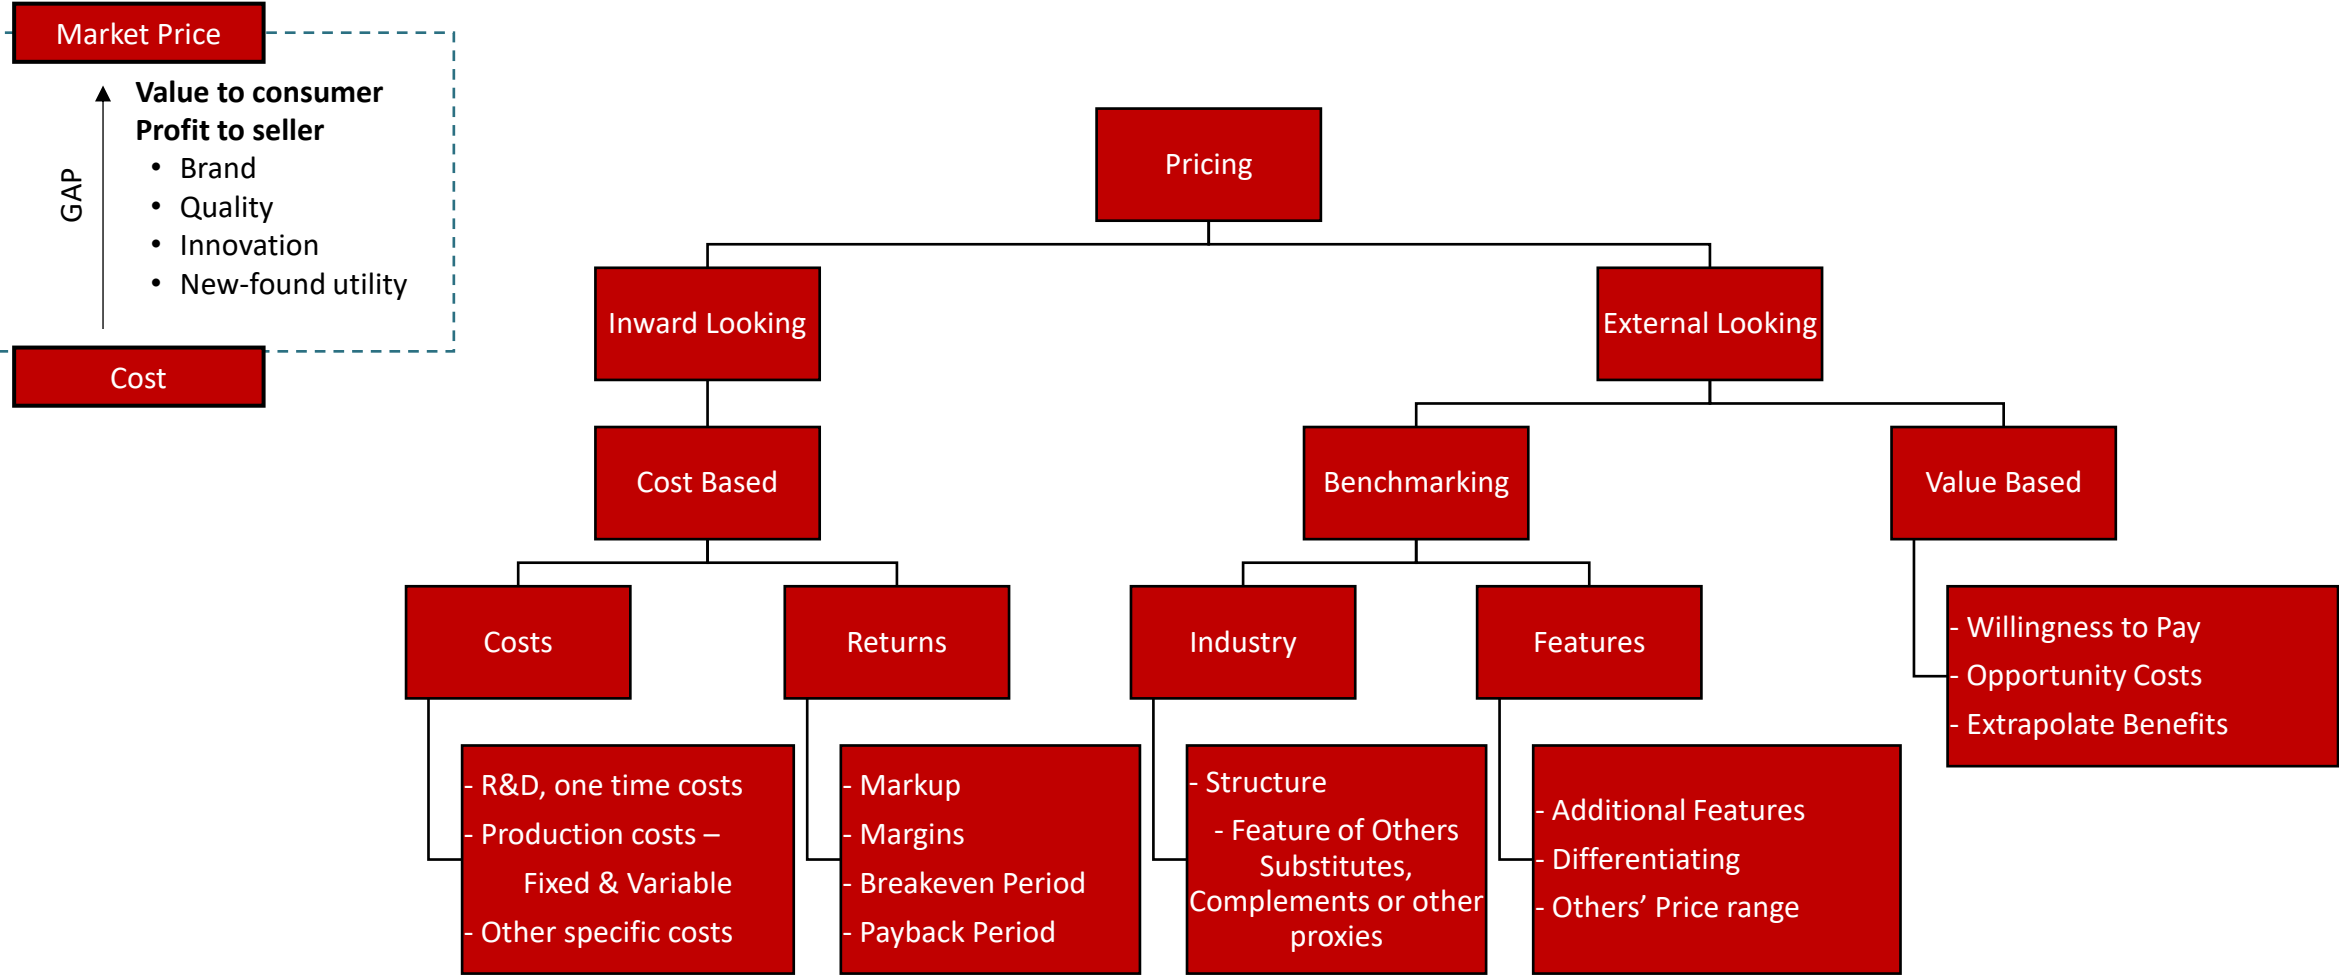 Market Price
Value to consumer
Profit to seller
• Brand
• Quality
• Innovation
• New-found utility
GAP
Cost
Pricing
Inward Looking
External Looking
Cost Based
Benchmarking
Value Based
Costs
Returns
Industry
Features
- Willingness to Pay
- Opportunity Costs
- Extrapolate Benefits
- R&D, one time costs
- Production costs –
Fixed & Variable
- Other specific costs
- Markup
- Margins
- Breakeven Period
- Payback Period
- Structure
- Feature of Others
Substitutes,
Complements or other
proxies
- Additional Features
- Differentiating
- Others’ Price range